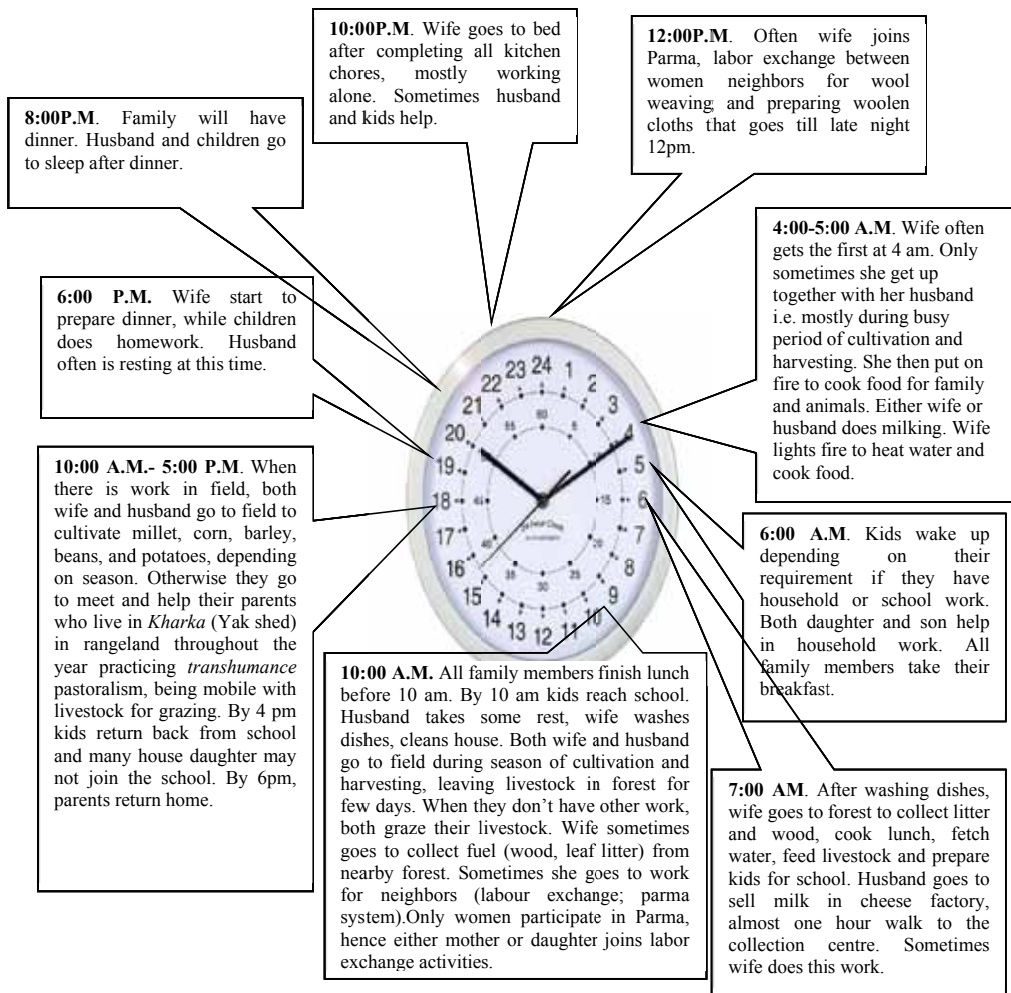 10:00P.M. Wife goes to bed
after completing all kitchen
chores, mostly working
alone. Sometimes husband
and kids help.
12:00P.M. Often wife joins
Parma, labor exchange between
women neighbors for wool
weaving and preparing woolen
cloths that goes till late night
12pm.
8:00P.M. Family will have
dinner. Husband and children go
to sleep after dinner.
4:00-5:00 A.M. Wife often
gets the first at 4 am. Only
sometimes she get up
together with her husband
i.e. mostly during busy
period of cultivation and
harvesting. She then put on
fire to cook food for family
and animals. Either wife or
husband does milking. Wife
lights fire to heat water and
cook food.
6:00 P.M. Wife start to
prepare dinner, while children
does homework. Husband
often is resting at this time.
24
1
2
3
4
5
6
7
8
9
10
11
12
13
14
15
16
17
18
19
20
21
22
23
60
5
15
20
25
30
35
40
45
55
10:00 A.M.- 5:00 P.M. When
there is work in field, both
wife and husband go to field to
cultivate millet, corn, barley,
beans, and potatoes, depending
on season. Otherwise they go
to meet and help their parents
who live in Kharka (Yak shed)
in rangeland throughout the
year practicing transhumance
pastoralism, being mobile with
livestock for grazing. By 4 pm
kids return back from school
and many house daughter may
not join the school. By 6pm,
parents return home.
6:00 A.M. Kids wake up
depending on their
requirement if they have
household or school work.
Both daughter and son help
in household work. All
family members take their
breakfast.
10:00 A.M. All family members finish lunch
before 10 am. By 10 am kids reach school.
Husband takes some rest, wife washes
dishes, cleans house. Both wife and husband
go to field during season of cultivation and
harvesting, leaving livestock in forest for
few days. When they don't have other work,
both graze their livestock. Wife sometimes
goes to collect fuel (wood, leaf litter) from
nearby forest. Sometimes she goes to work
for neighbors (labour exchange; parma
system).Only women participate in Parma,
hence either mother or daughter joins labor
exchange activities.
7:00 AM. After washing dishes,
wife goes to forest to collect litter
and wood, cook lunch, fetch
water, feed livestock and prepare
kids for school. Husband goes to
sell milk in cheese factory,
almost one hour walk to the
collection centre. Sometimes
wife does this work.